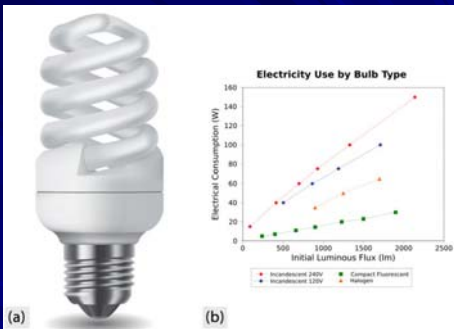 Electricity Use by Bulb Type
Electrical Consumption (W)
160
140
120
100
80
60
40
20
0
0 500 1000 1500 2000 2500
Initial Luminous Flux (lm)
Incandescent 240V
Incandescent 120V
Compact Fluorescent
Halogen
(a)
(b)